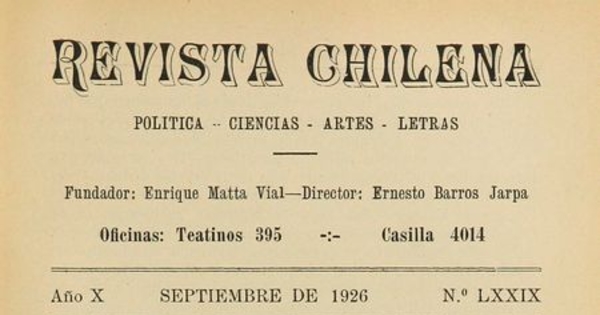 REVISTA CHILENA
POLITICA - CIENCIAS - ARTES - LETRAS
Fundador: Enrique Matta Vial—Director: Ernesto Barros Jarpa
Oficinas: Teatinos 395 -:- Casilla 4014
Año X SEPTIEMBRE DE 1926 N.º LXXIX